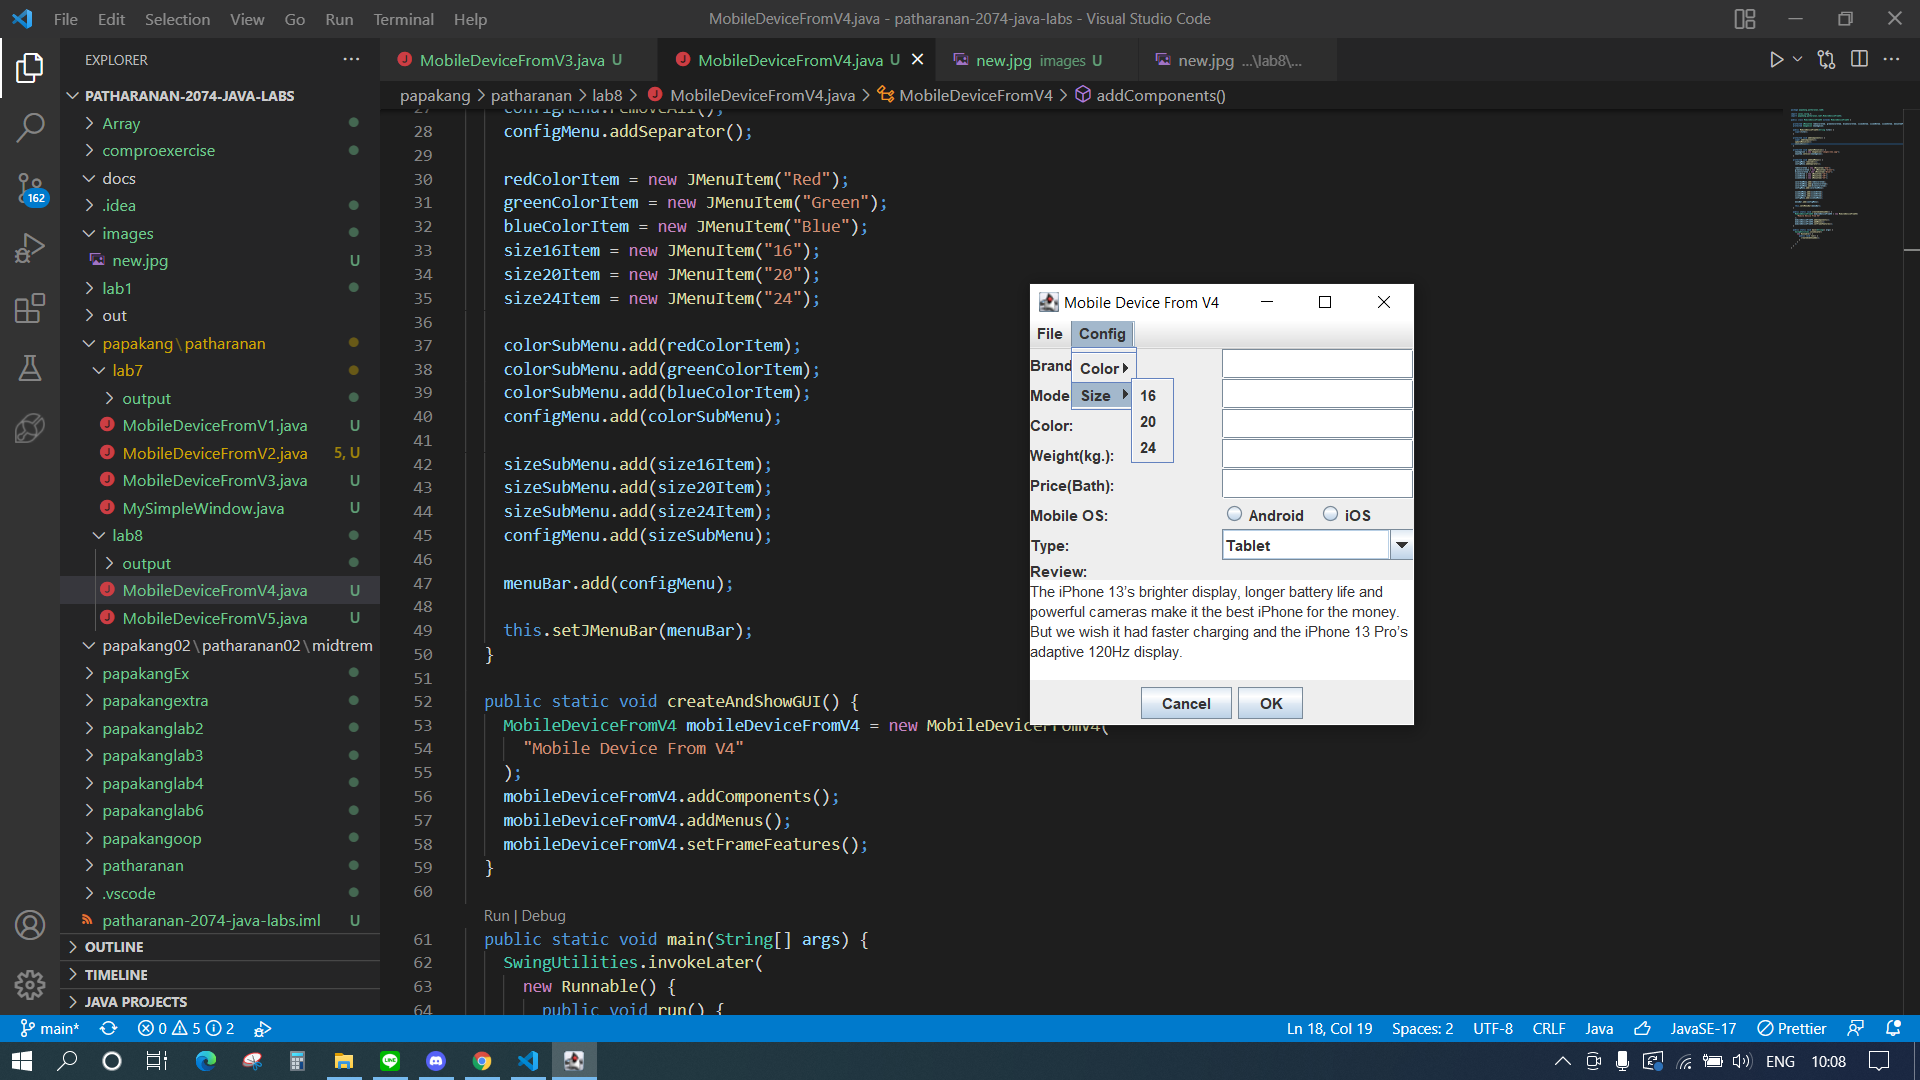 File Edit Selection View Go Run Terminal Help
MobileDeviceFromV4.java - patharanan-2074-java-labs - Visual Studio Code
EXPLORER
PATHARANAN-2074-JAVA-LABS
Array
comproexercise
docs
.idea
images
new.jpg U
lab1
out
papakang\patharanan
lab7
output
MobileDeviceFromV1.java U
MobileDeviceFromV2.java 5, U
MobileDeviceFromV3.java U
MySimpleWindow.java U
lab8
output
MobileDeviceFromV4.java U
MobileDeviceFromV5.java U
papakang02\patharanan02\midtrem
papakangEx
papakangextra
papakanglab2
papakanglab3
papakanglab4
papakanglab6
papakangoop
patharanan
.vscode
patharanan-2074-java-labs.iml U
OUTLINE
TIMELINE
JAVA PROJECTS
162
MobileDeviceFromV3.java U
MobileDeviceFromV4.java U
new.jpg images U
new.jpg ...\lab8\...
papakang > patharanan > lab8 > MobileDeviceFromV4.java > MobileDeviceFromV4 > addComponents()
27 configMenu.removeAll();
28 configMenu.addSeparator();
29
30 redColorItem = new JMenuItem("Red");
31 greenColorItem = new JMenuItem("Green");
32 blueColorItem = new JMenuItem("Blue");
33 size16Item = new JMenuItem("16");
34 size20Item = new JMenuItem("20");
35 size24Item = new JMenuItem("24");
36
37 colorSubMenu.add(redColorItem);
38 colorSubMenu.add(greenColorItem);
39 colorSubMenu.add(blueColorItem);
40 configMenu.add(colorSubMenu);
41
42 sizeSubMenu.add(size16Item);
43 sizeSubMenu.add(size20Item);
44 sizeSubMenu.add(size24Item);
45 configMenu.add(sizeSubMenu);
46
47 menuBar.add(configMenu);
48
49 this.setJMenuBar(menuBar);
50 }
51
52 public static void createAndShowGUI() {
53 MobileDeviceFromV4 mobileDeviceFromV4 = new MobileDeviceFromV4(
54 "Mobile Device From V4"
55 );
56 mobileDeviceFromV4.addComponents();
57 mobileDeviceFromV4.addMenus();
58 mobileDeviceFromV4.setFrameFeatures();
59 }
60
Run | Debug
61 public static void main(String[] args) {
62 SwingUtilities.invokeLater(
63 new Runnable() {
64 public void run() {
Mobile Device From V4
File Config
Color
Size
16
20
24
Brand
Mode
Color:
Weight(kg.):
Price(Bath):
Mobile OS: Android iOS
Type: Tablet
Review:
The iPhone 13's brighter display, longer battery life and
powerful cameras make it the best iPhone for the money.
But we wish it had faster charging and the iPhone 13 Pro's
adaptive 120Hz display.
Cancel OK
main* 0 5 2
Ln 18, Col 19 Spaces: 2 UTF-8 CRLF Java JavaSE-17 Prettier
ENG 10:08